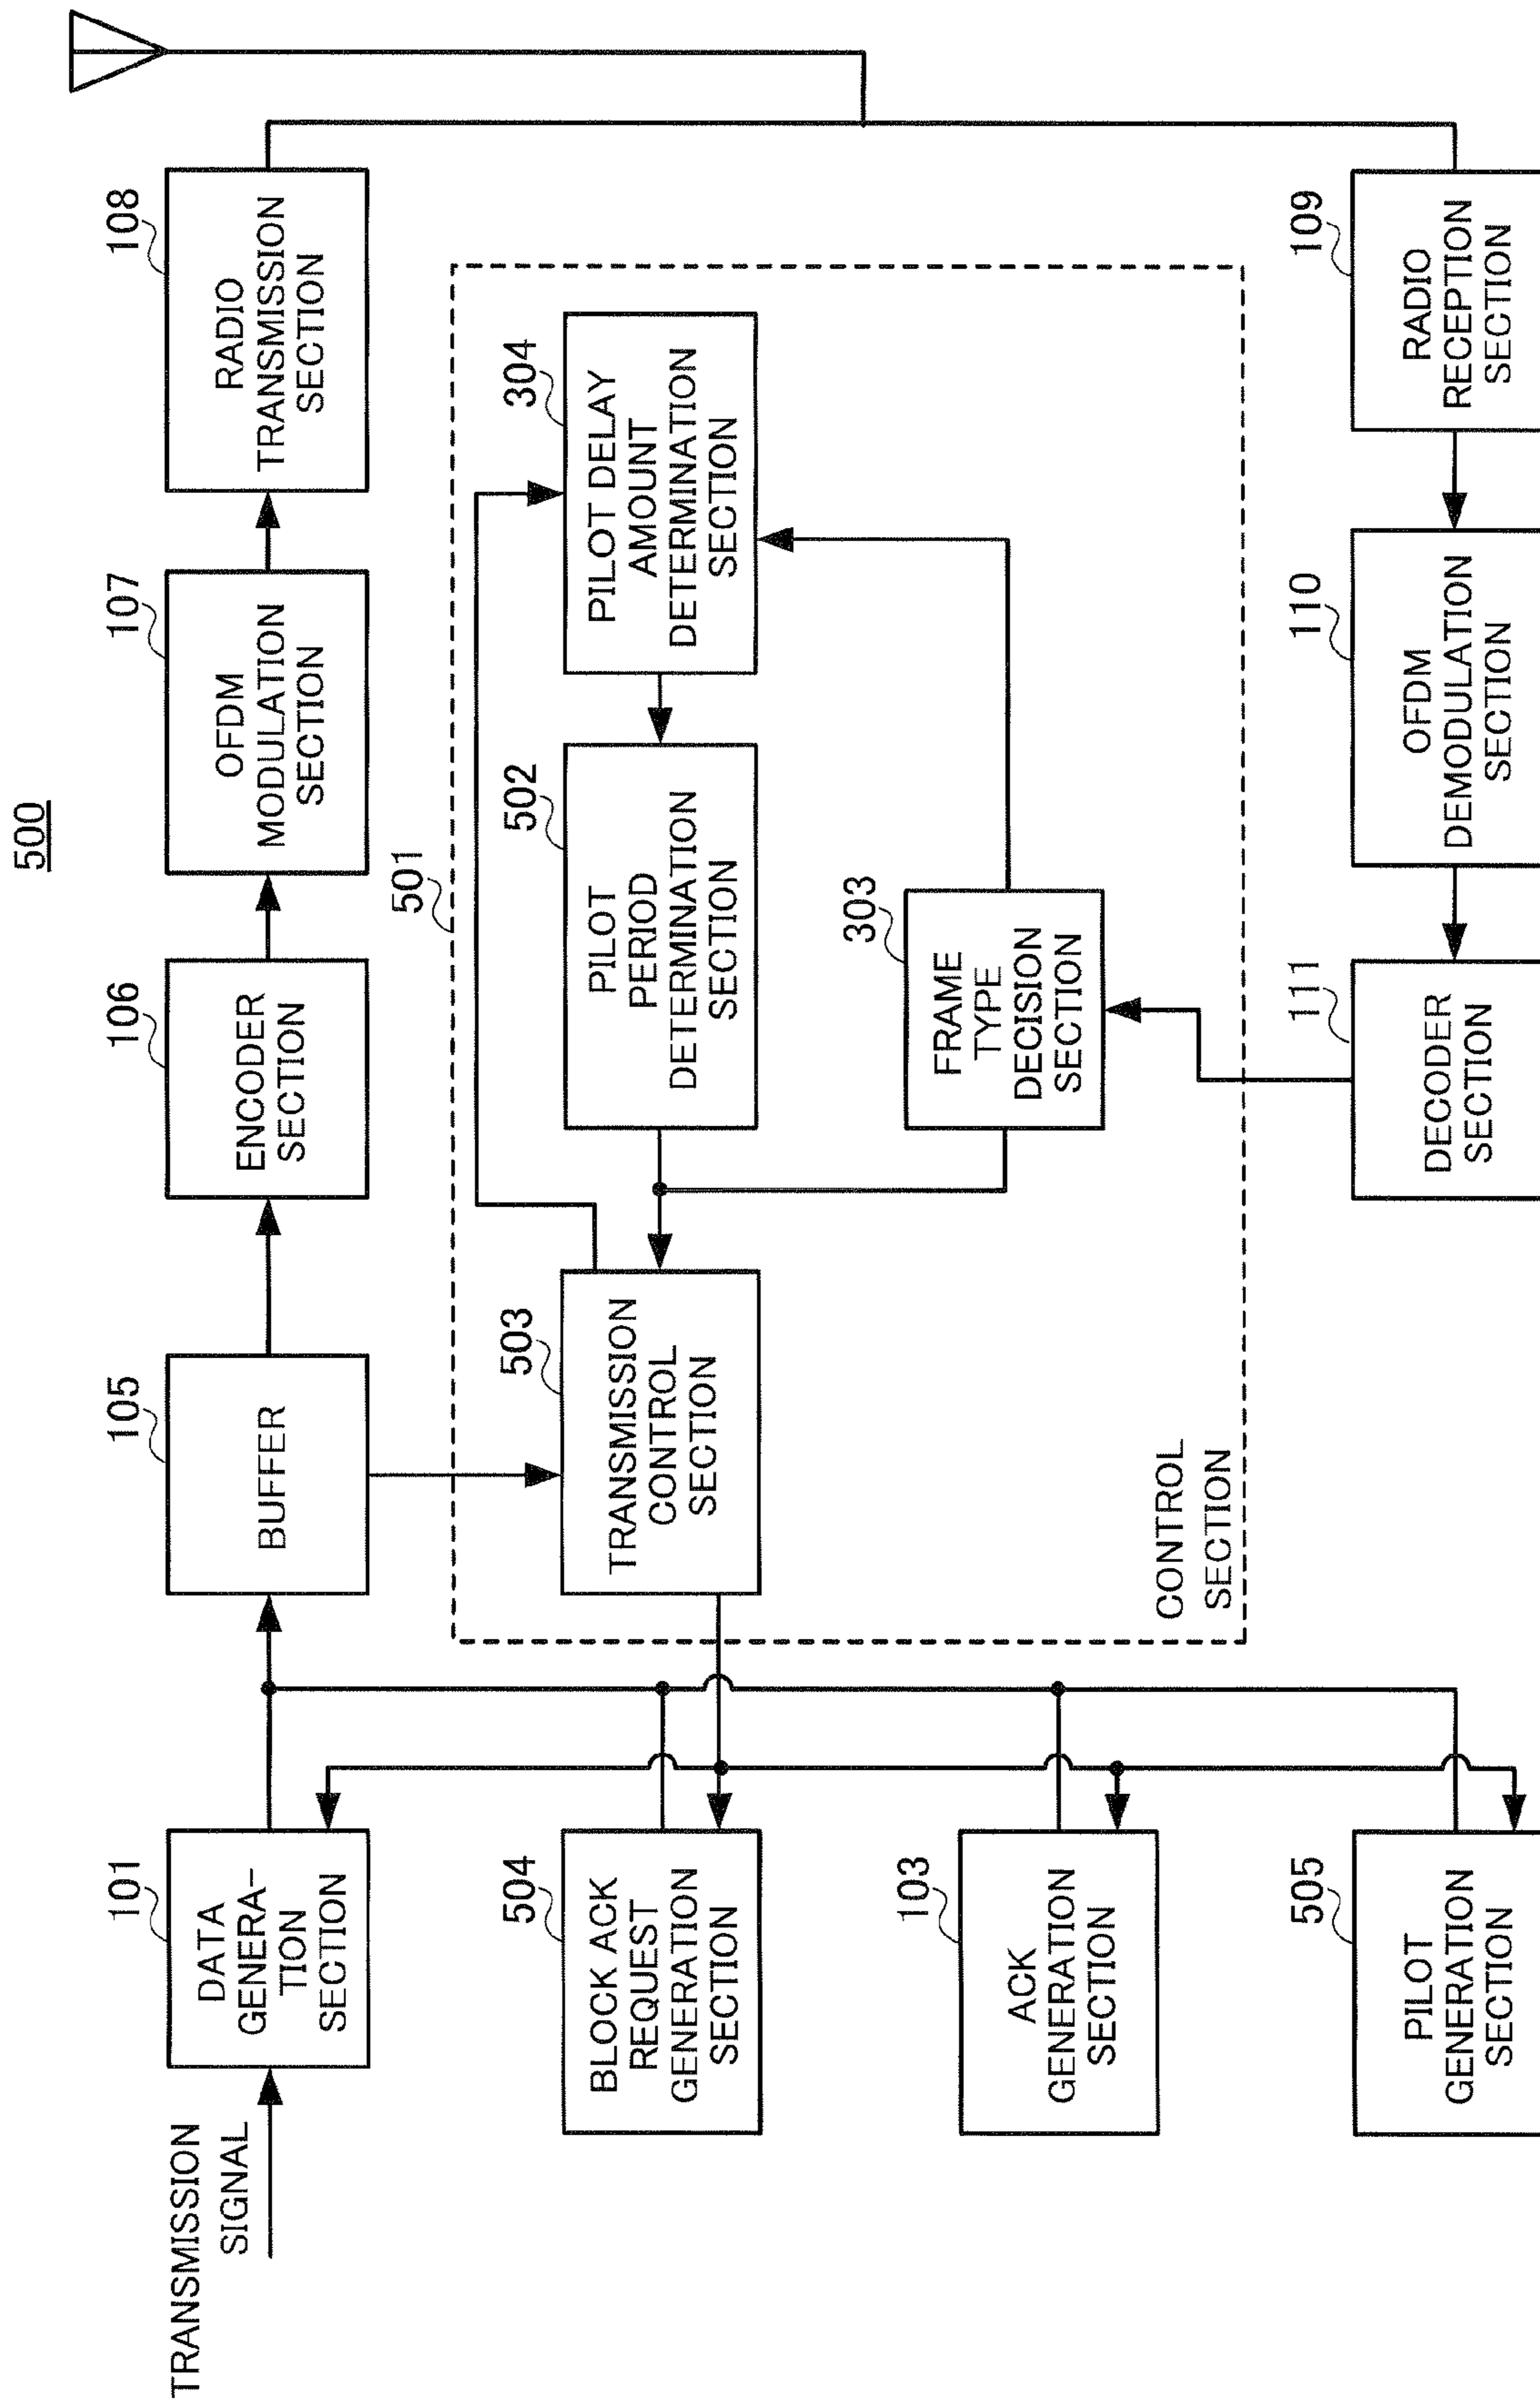 500
101
DATA
GENERA-
TION
SECTION
TRANSMISSION
SIGNAL
105
BUFFER
106
ENCODER
SECTION
107
OFDM
MODULATION
SECTION
108
RADIO
TRANSMISSION
SECTION
501
504
BLOCK ACK
REQUEST
GENERATION
SECTION
503
TRANSMISSION
CONTROL
SECTION
502
PILOT
PERIOD
DETERMINATION
SECTION
304
PILOT DELAY
AMOUNT
DETERMINATION
SECTION
103
ACK
GENERATION
SECTION
303
FRAME
TYPE
DECISION
SECTION
CONTROL
SECTION
505
PILOT
GENERATION
SECTION
111
DECODER
SECTION
110
OFDM
DEMODULATION
SECTION
109
RADIO
RECEPTION
SECTION